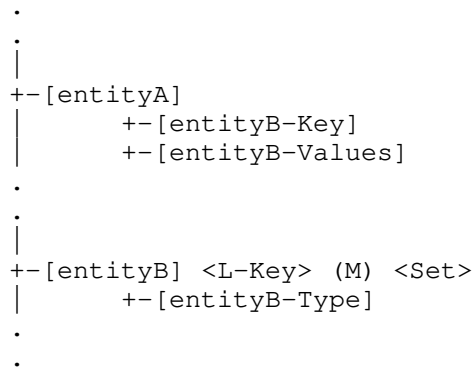 .
.
|
+-[entityA]
|       +-[entityB-Key]
|       +-[entityB-Values]
.
.
|
+-[entityB] <L-Key> (M) <Set>
|       +-[entityB-Type]
.
.